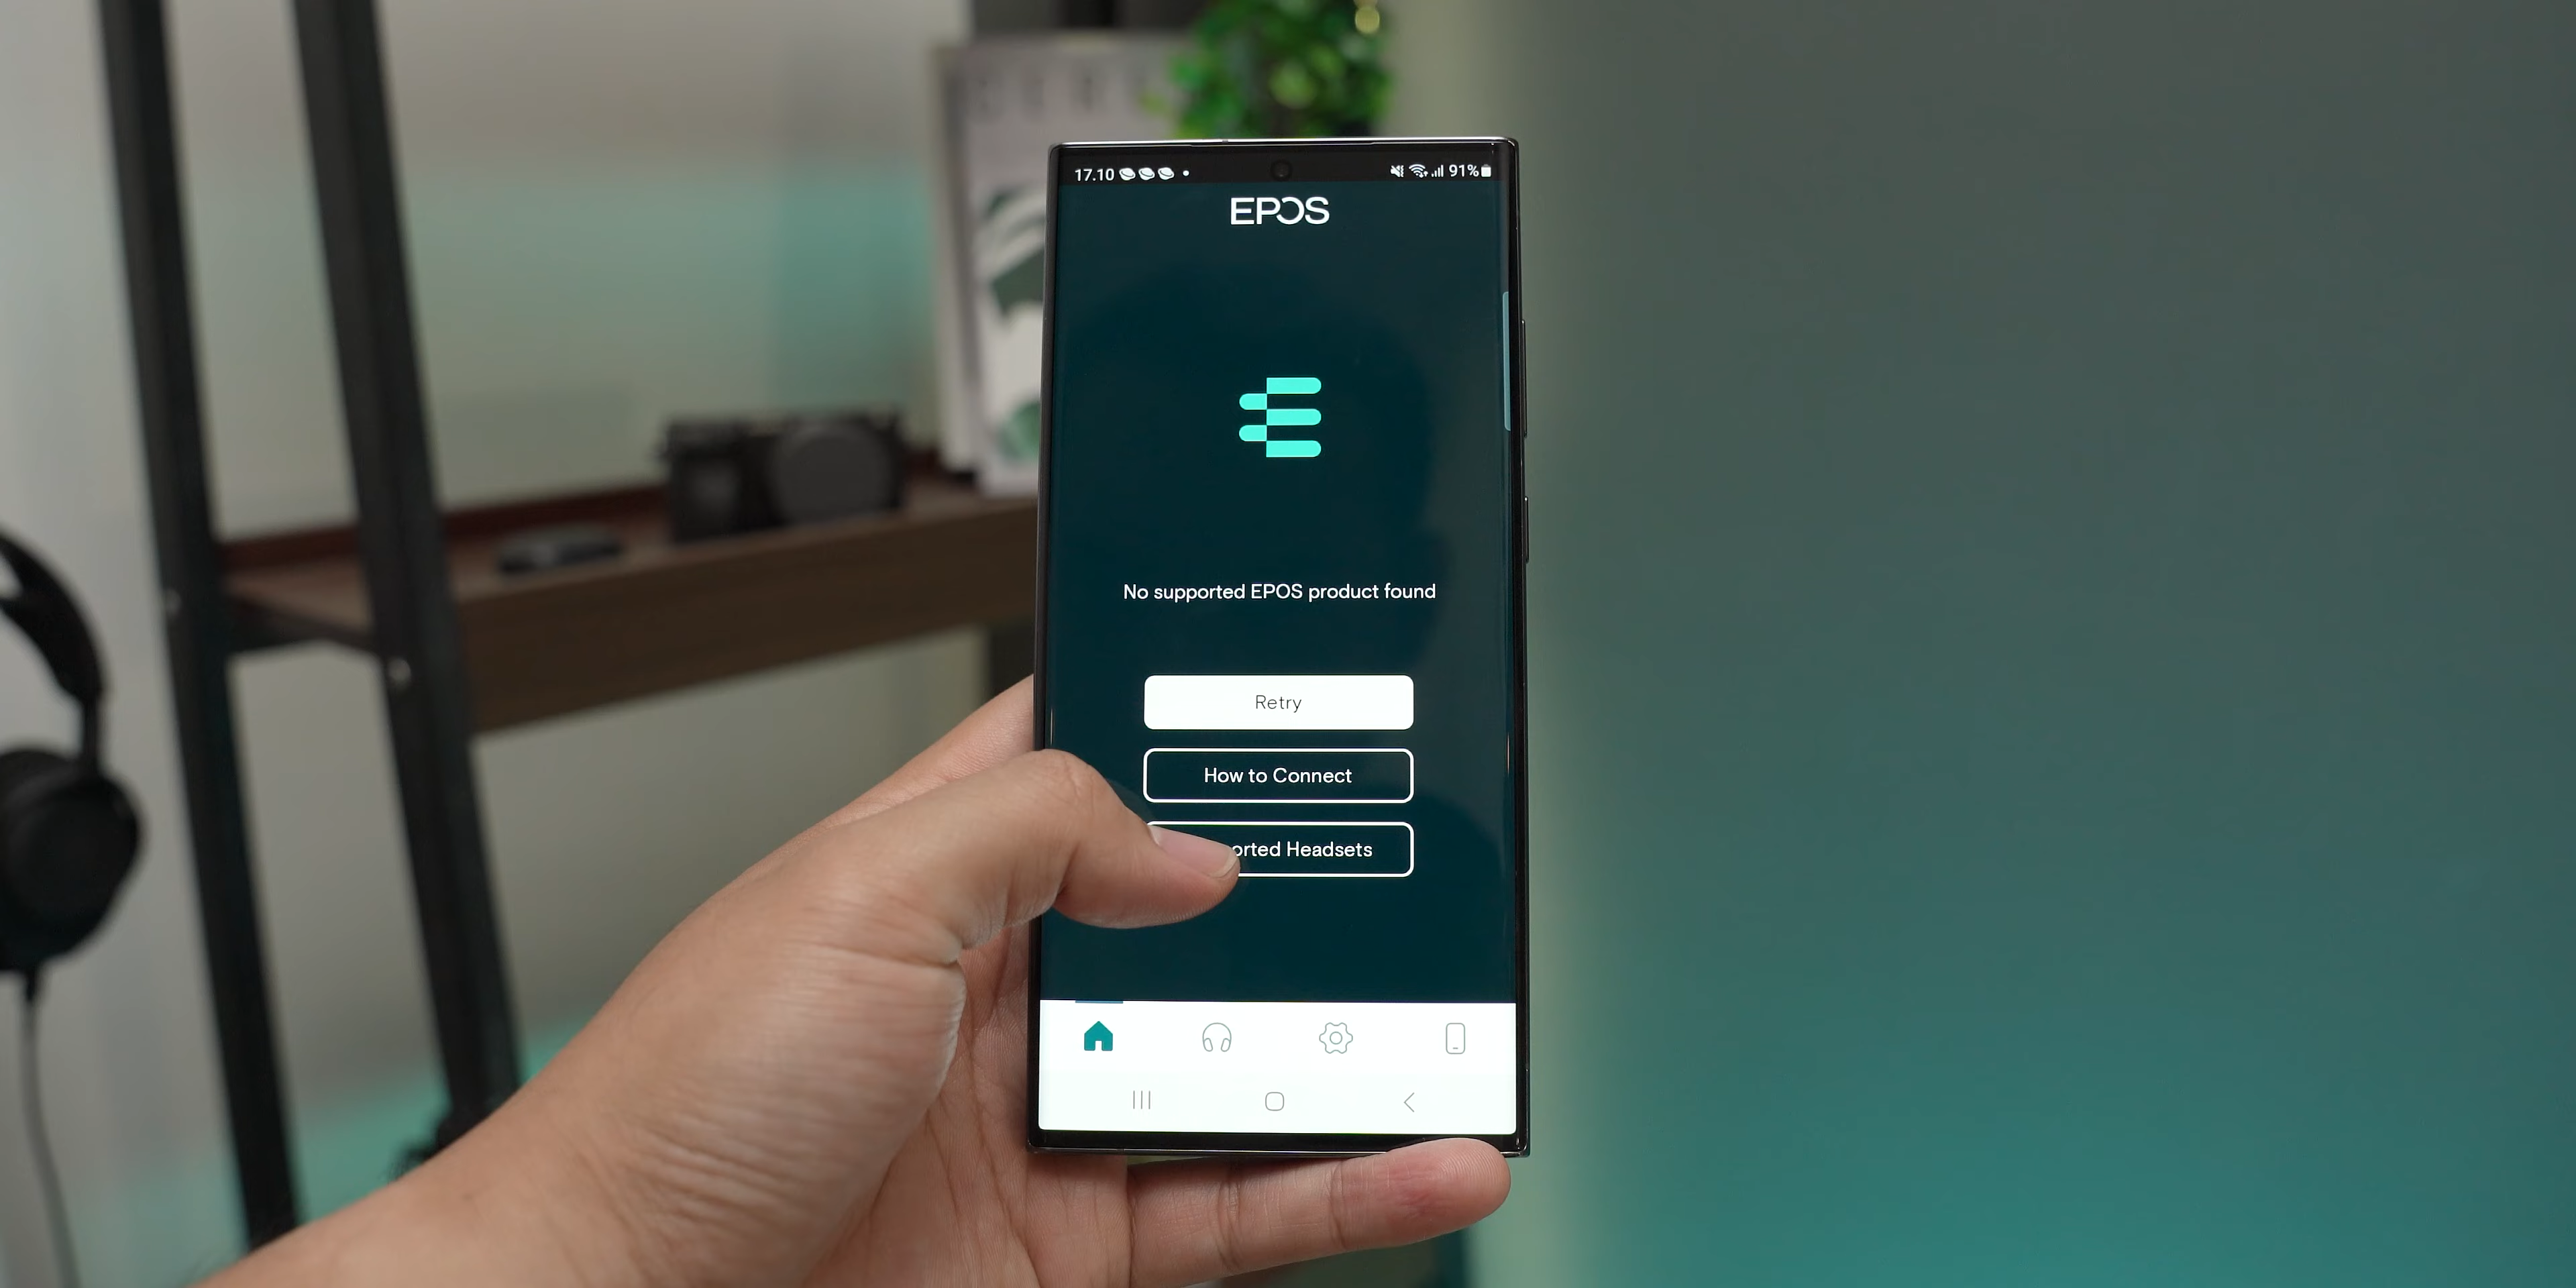 17.10
91%
EPOS
No supported EPOS product found
Retry
How to Connect
orted Headsets